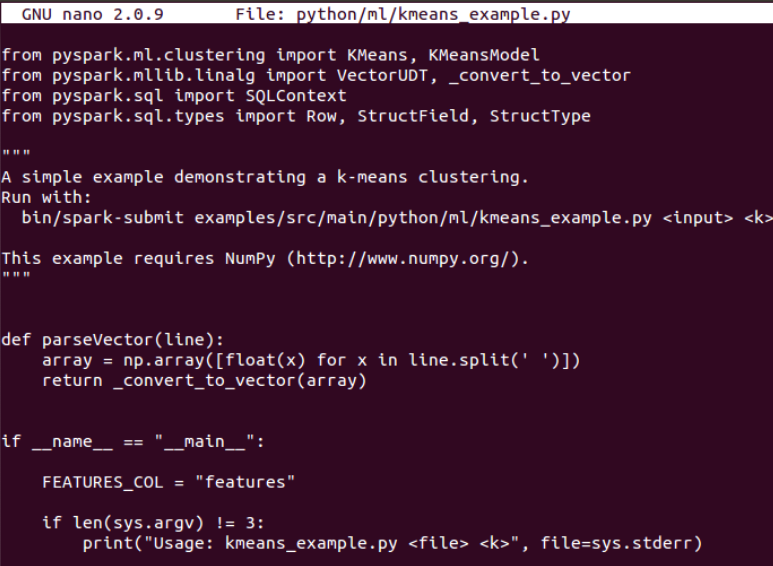 GNU nano 2.0.9 File: python/ml/kmeans_example.py
from pyspark.ml.clustering import KMeans, KMeansModel
from pyspark.mllib.linalg import VectorUDT, _convert_to_vector
from pyspark.sql import SQLContext
from pyspark.sql.types import Row, StructField, StructType
"""
A simple example demonstrating a k-means clustering.
Run with:
  bin/spark-submit examples/src/main/python/ml/kmeans_example.py <input> <k>
This example requires NumPy (http://www.numpy.org/).
"""
def parseVector(line):
    array = np.array([float(x) for x in line.split(' ')])
    return _convert_to_vector(array)
if __name__ == "__main__":
    FEATURES_COL = "features"
    if len(sys.argv) != 3:
        print("Usage: kmeans_example.py <file> <k>", file=sys.stderr)